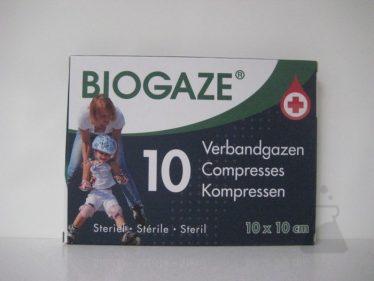 BIOGAZE®
10
Verbandgazen
Compresses
Kompressen
Steriel · Stérile · Steril
10 x 10 cm